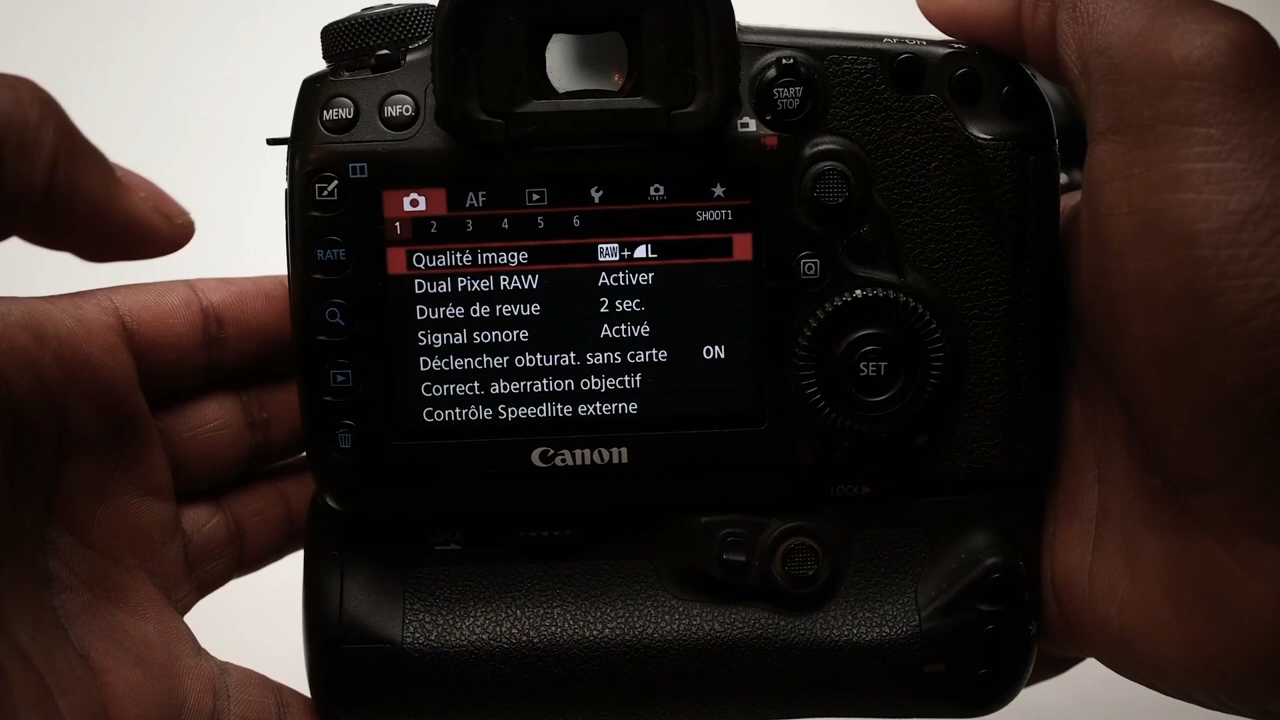 AF-ON
MENU
INFO.
START/
STOP
AF
1 2 3 4 5 6 SHOOT1
RATE
Qualité image RAW+L
Dual Pixel RAW Activer
Durée de revue 2 sec.
Signal sonore Activé
Déclencher obturat. sans carte ON
Correct. aberration objectif
Contrôle Speedlite externe
Q
SET
Canon
LOCK
LOCK